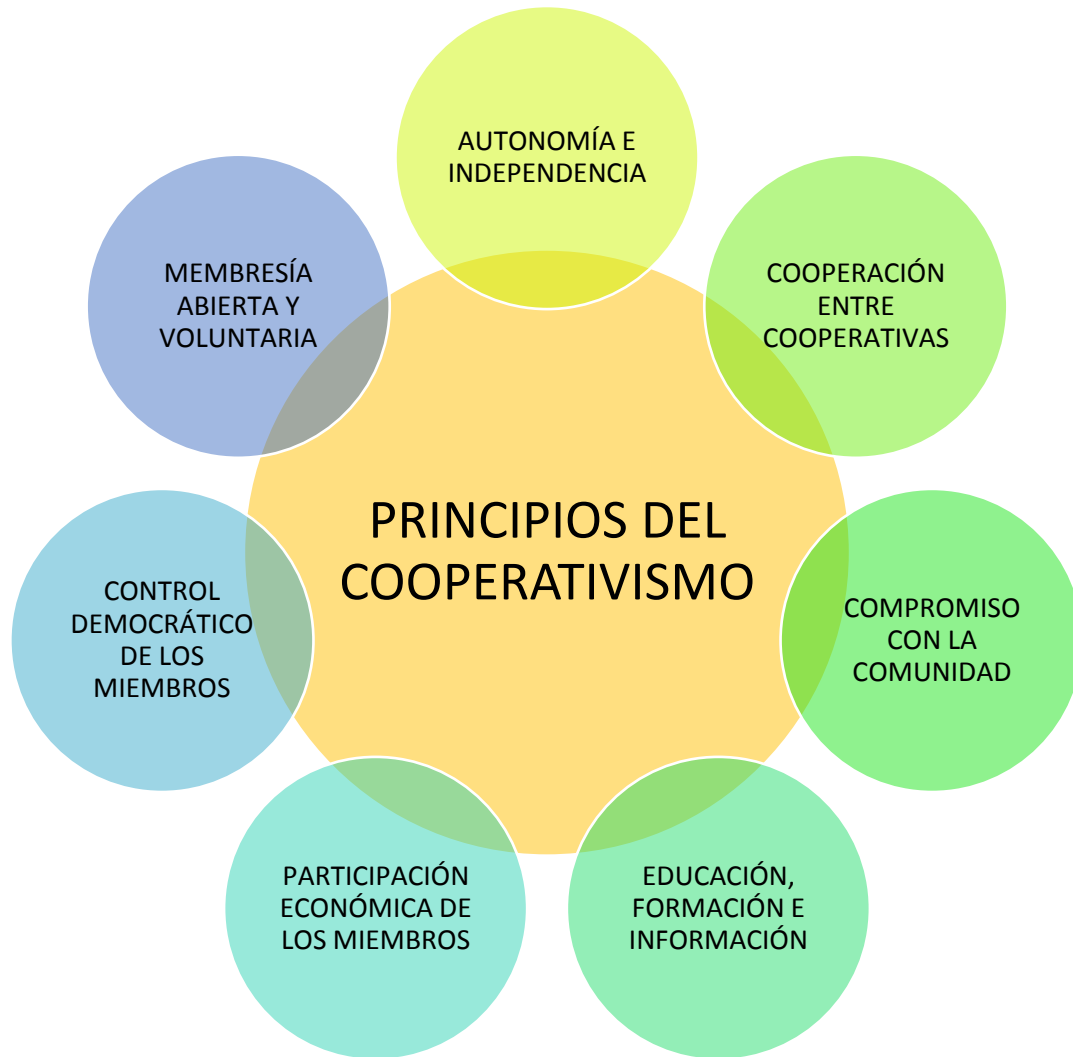 AUTONOMÍA E
INDEPENDENCIA
MEMBRESÍA
ABIERTA Y
VOLUNTARIA
COOPERACIÓN
ENTRE
COOPERATIVAS
PRINCIPIOS DEL
COOPERATIVISMO
CONTROL
DEMOCRÁTICO
DE LOS
MIEMBROS
COMPROMISO
CON LA
COMUNIDAD
PARTICIPACIÓN
ECONÓMICA DE
LOS MIEMBROS
EDUCACIÓN,
FORMACIÓN E
INFORMACIÓN